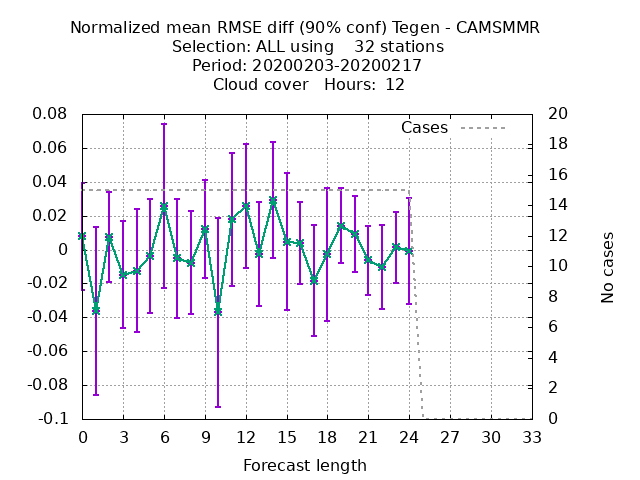 Normalized mean RMSE diff (90% conf) Tegen - CAMSMMR
Selection: ALL using    32 stations
Period: 20200203-20200217
Cloud cover   Hours:  12
Cases
0.08
0.06
0.04
0.02
0
-0.02
-0.04
-0.06
-0.08
-0.1
20
18
16
14
12
10
8
6
4
2
0
No cases
0 3 6 9 12 15 18 21 24 27 30 33
Forecast length